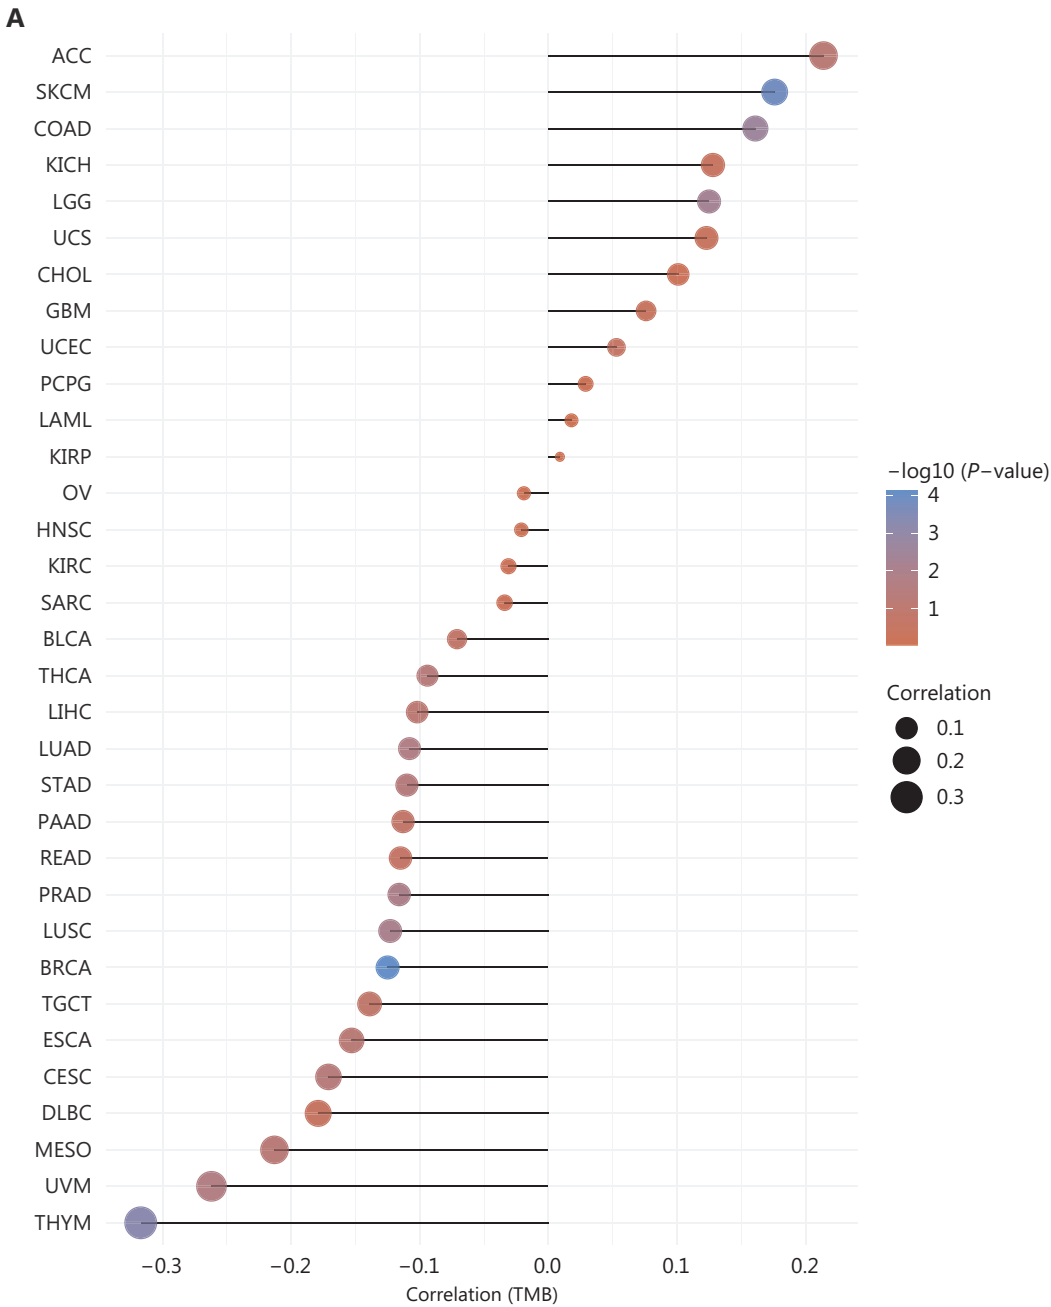 A
ACC
SKCM
COAD
KICH
LGG
UCS
CHOL
GBM
UCEC
PCPG
LAML
KIRP
OV
HNSC
KIRC
SARC
BLCA
THCA
LIHC
LUAD
STAD
PAAD
READ
PRAD
LUSC
BRCA
TGCT
ESCA
CESC
DLBC
MESO
UVM
THYM
−0.3 −0.2 −0.1 0.0 0.1 0.2
Correlation (TMB)
−log10 (P−value)
4
3
2
1
Correlation
0.1
0.2
0.3